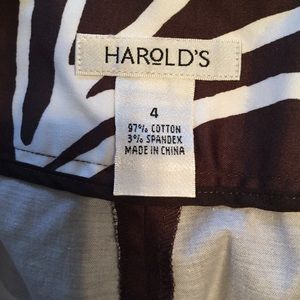 HAROLD'S
4
97% COTTON
3% SPANDEX
MADE IN CHINA